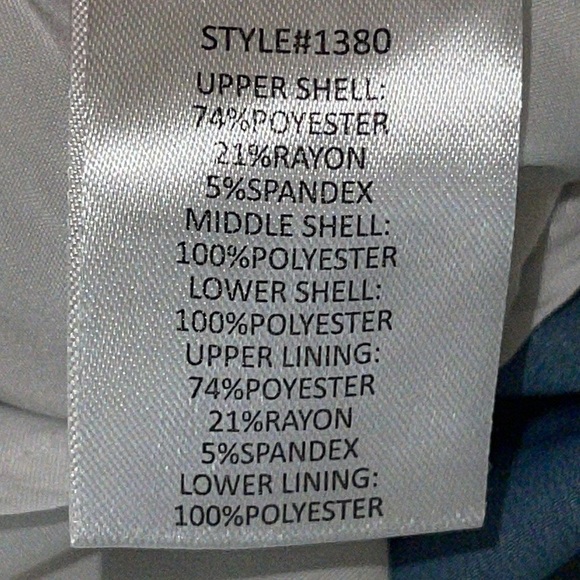 STYLE#1380
UPPER SHELL:
74%POYESTER
21%RAYON
5%SPANDEX
MIDDLE SHELL:
100%POLYESTER
LOWER SHELL:
100%POLYESTER
UPPER LINING:
74%POYESTER
21%RAYON
5%SPANDEX
LOWER LINING:
100%POLYESTER